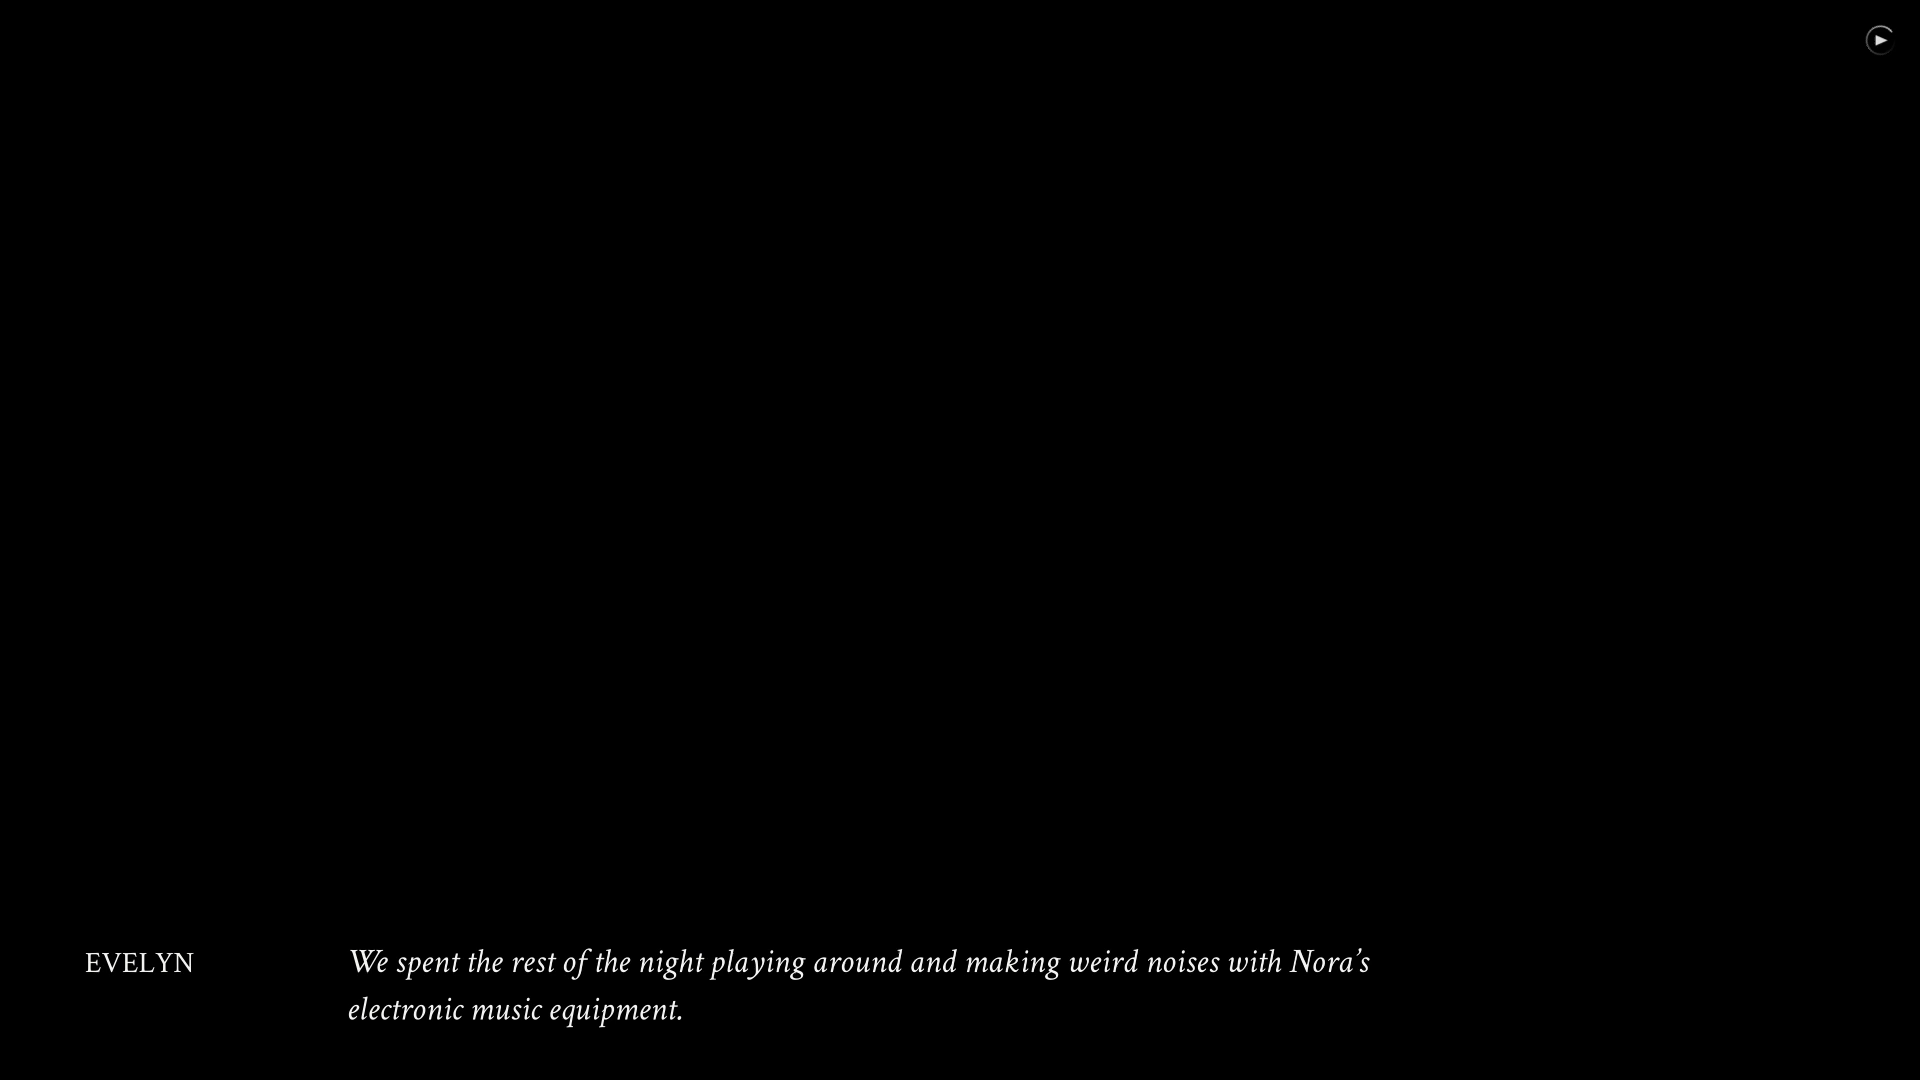 EVELYN
We spent the rest of the night playing around and making weird noises with Nora’s
electronic music equipment.